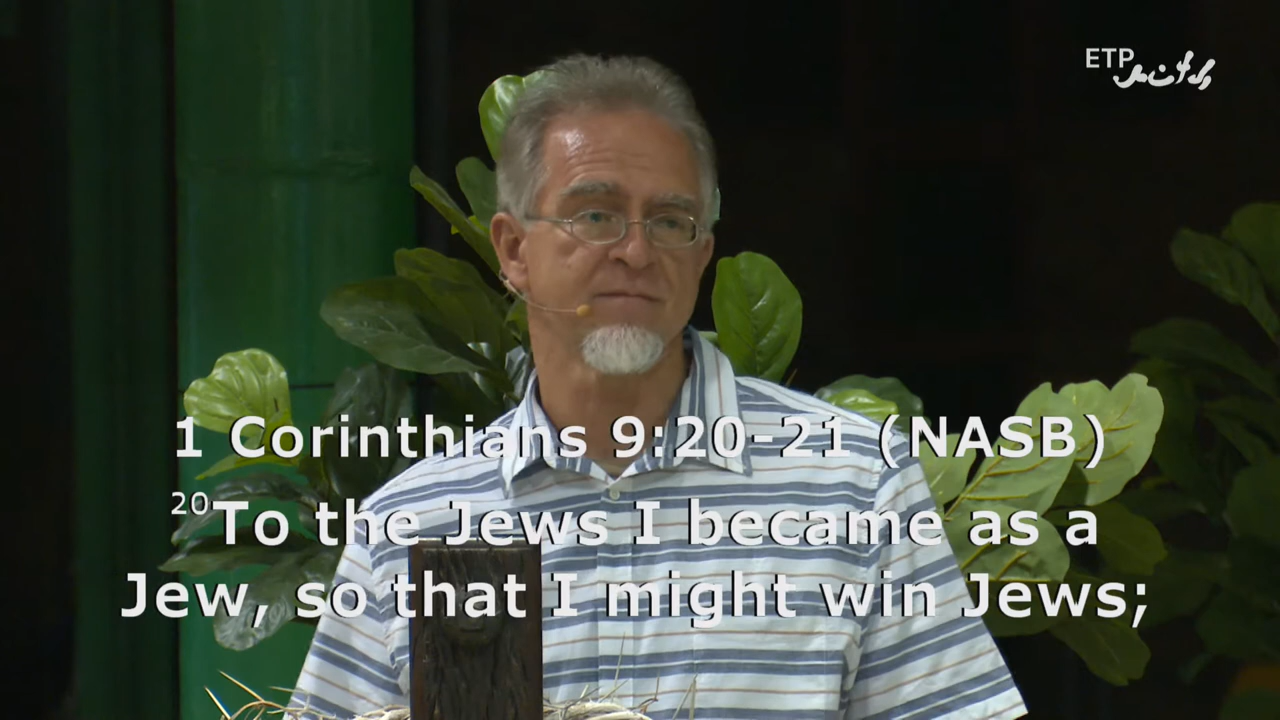 ETP
1 Corinthians 9:20-21 (NASB)
²⁰To the Jews I became as a
Jew, so that I might win Jews;